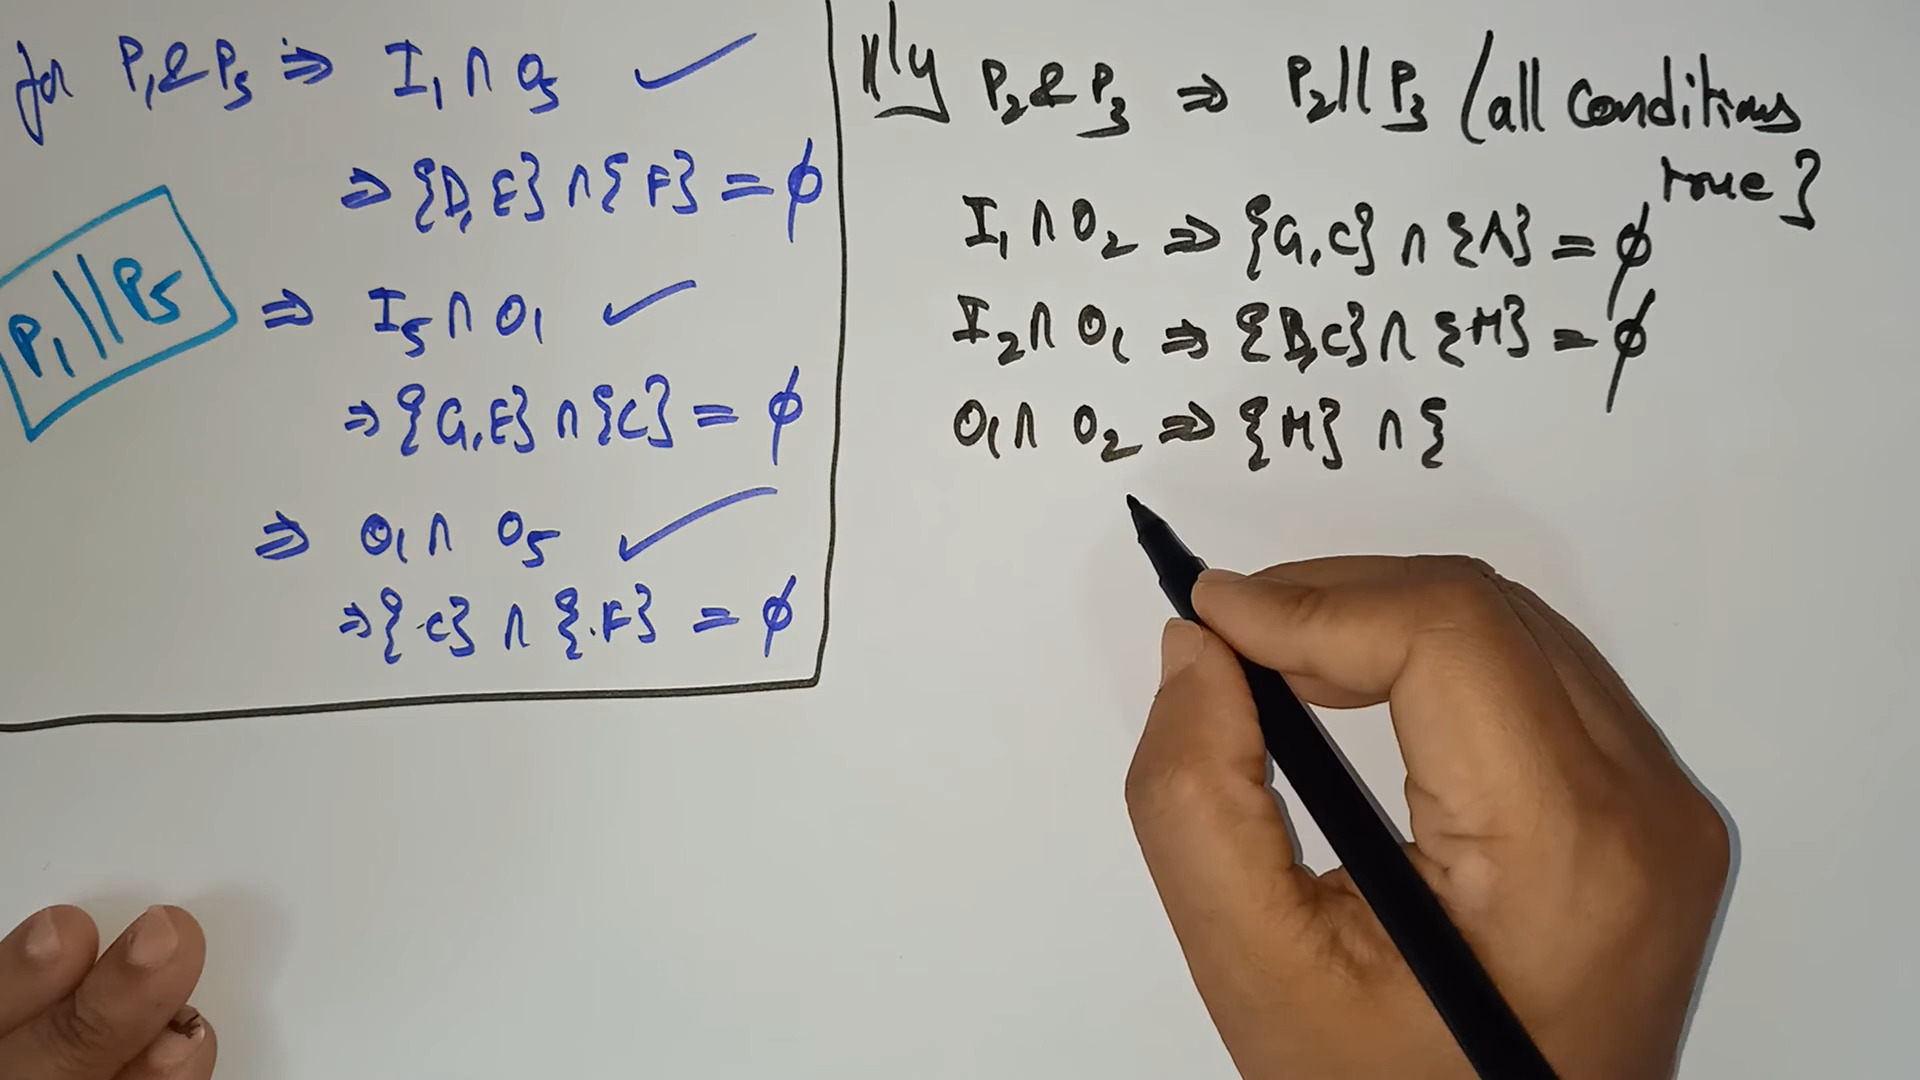 for P₁ & P₅ ⇒ I₁ ∩ O₅ ✓
⇒ {D, E} ∩ {F} = ϕ
P₁ || P₅
⇒ I₅ ∩ O₁ ✓
⇒ {G, E} ∩ {C} = ϕ
⇒ O₁ ∩ O₅ ✓
⇒ {C} ∩ {F} = ϕ
P₂ & P₃ ⇒ P₂ || P₃ (all conditions
true}
I₁ ∩ O₂ ⇒ {G, C} ∩ {A} = ϕ
I₂ ∩ O₁ ⇒ {B, C} ∩ {M} = ϕ
O₁ ∩ O₂ ⇒ {M} ∩ {